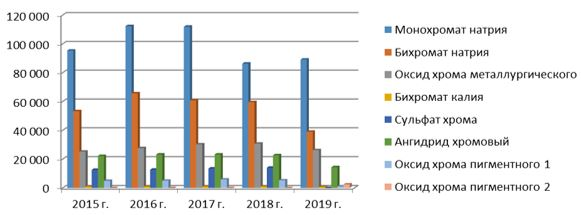 120 000
100 000
80 000
60 000
40 000
20 000
0
2015 г. 2016 г. 2017 г. 2018 г. 2019 г.
Монохромат натрия
Бихромат натрия
Оксид хрома металлургического
Бихромат калия
Сульфат хрома
Ангидрид хромовый
Оксид хрома пигментного 1
Оксид хрома пигментного 2